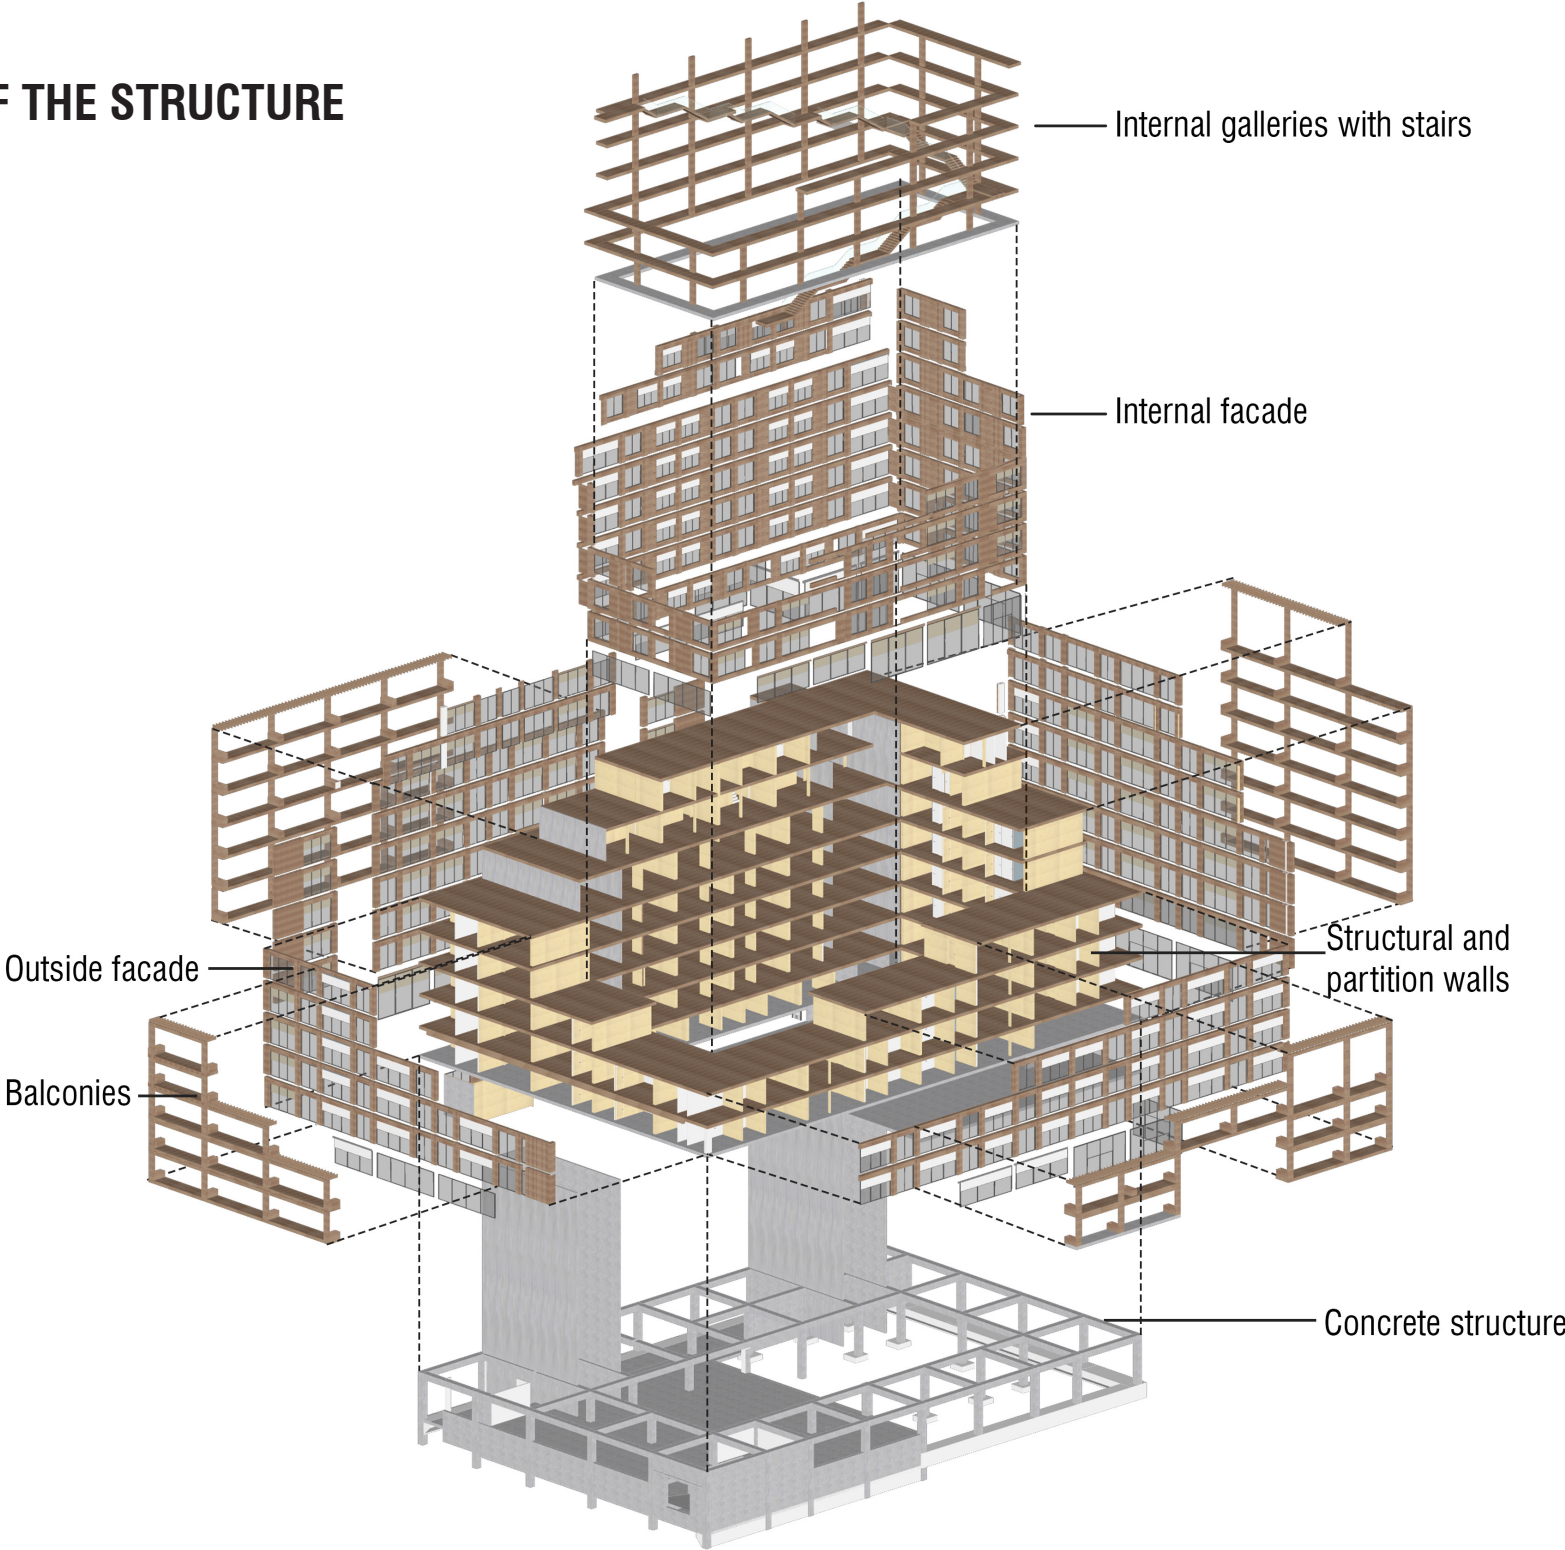 F THE STRUCTURE
Internal galleries with stairs
Internal facade
Structural and
partition walls
Outside facade
Balconies
Concrete structure